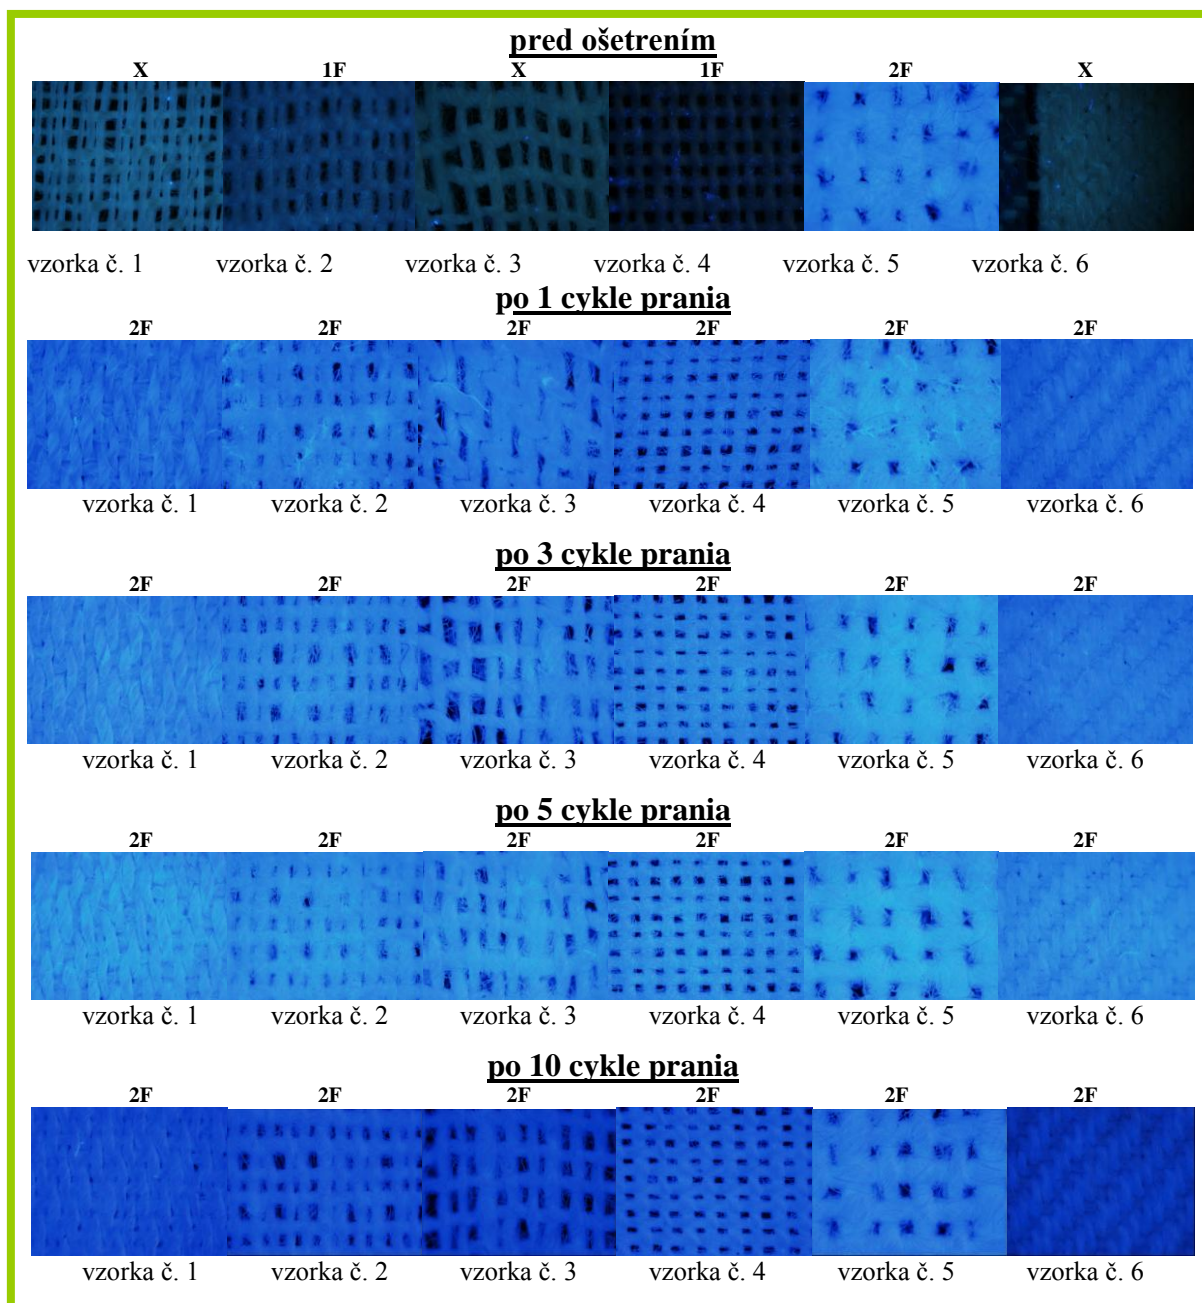 pred ošetrením
X 1F X 1F 2F X
vzorka č. 1 vzorka č. 2 vzorka č. 3 vzorka č. 4 vzorka č. 5 vzorka č. 6
po 1 cykle prania
2F 2F 2F 2F 2F 2F
vzorka č. 1 vzorka č. 2 vzorka č. 3 vzorka č. 4 vzorka č. 5 vzorka č. 6
po 3 cykle prania
2F 2F 2F 2F 2F 2F
vzorka č. 1 vzorka č. 2 vzorka č. 3 vzorka č. 4 vzorka č. 5 vzorka č. 6
po 5 cykle prania
2F 2F 2F 2F 2F 2F
vzorka č. 1 vzorka č. 2 vzorka č. 3 vzorka č. 4 vzorka č. 5 vzorka č. 6
po 10 cykle prania
2F 2F 2F 2F 2F 2F
vzorka č. 1 vzorka č. 2 vzorka č. 3 vzorka č. 4 vzorka č. 5 vzorka č. 6